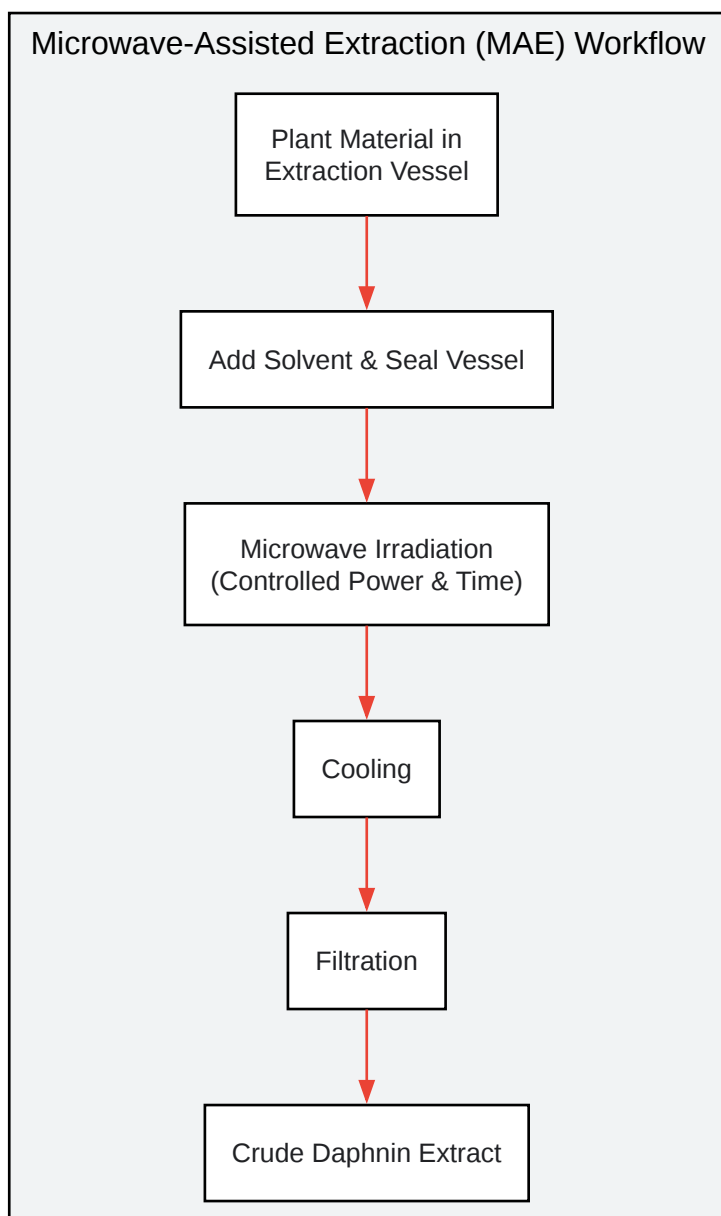 Microwave-Assisted Extraction (MAE) Workflow
Plant Material in
Extraction Vessel
Add Solvent & Seal Vessel
Microwave Irradiation
(Controlled Power & Time)
Cooling
Filtration
Crude Daphnin Extract